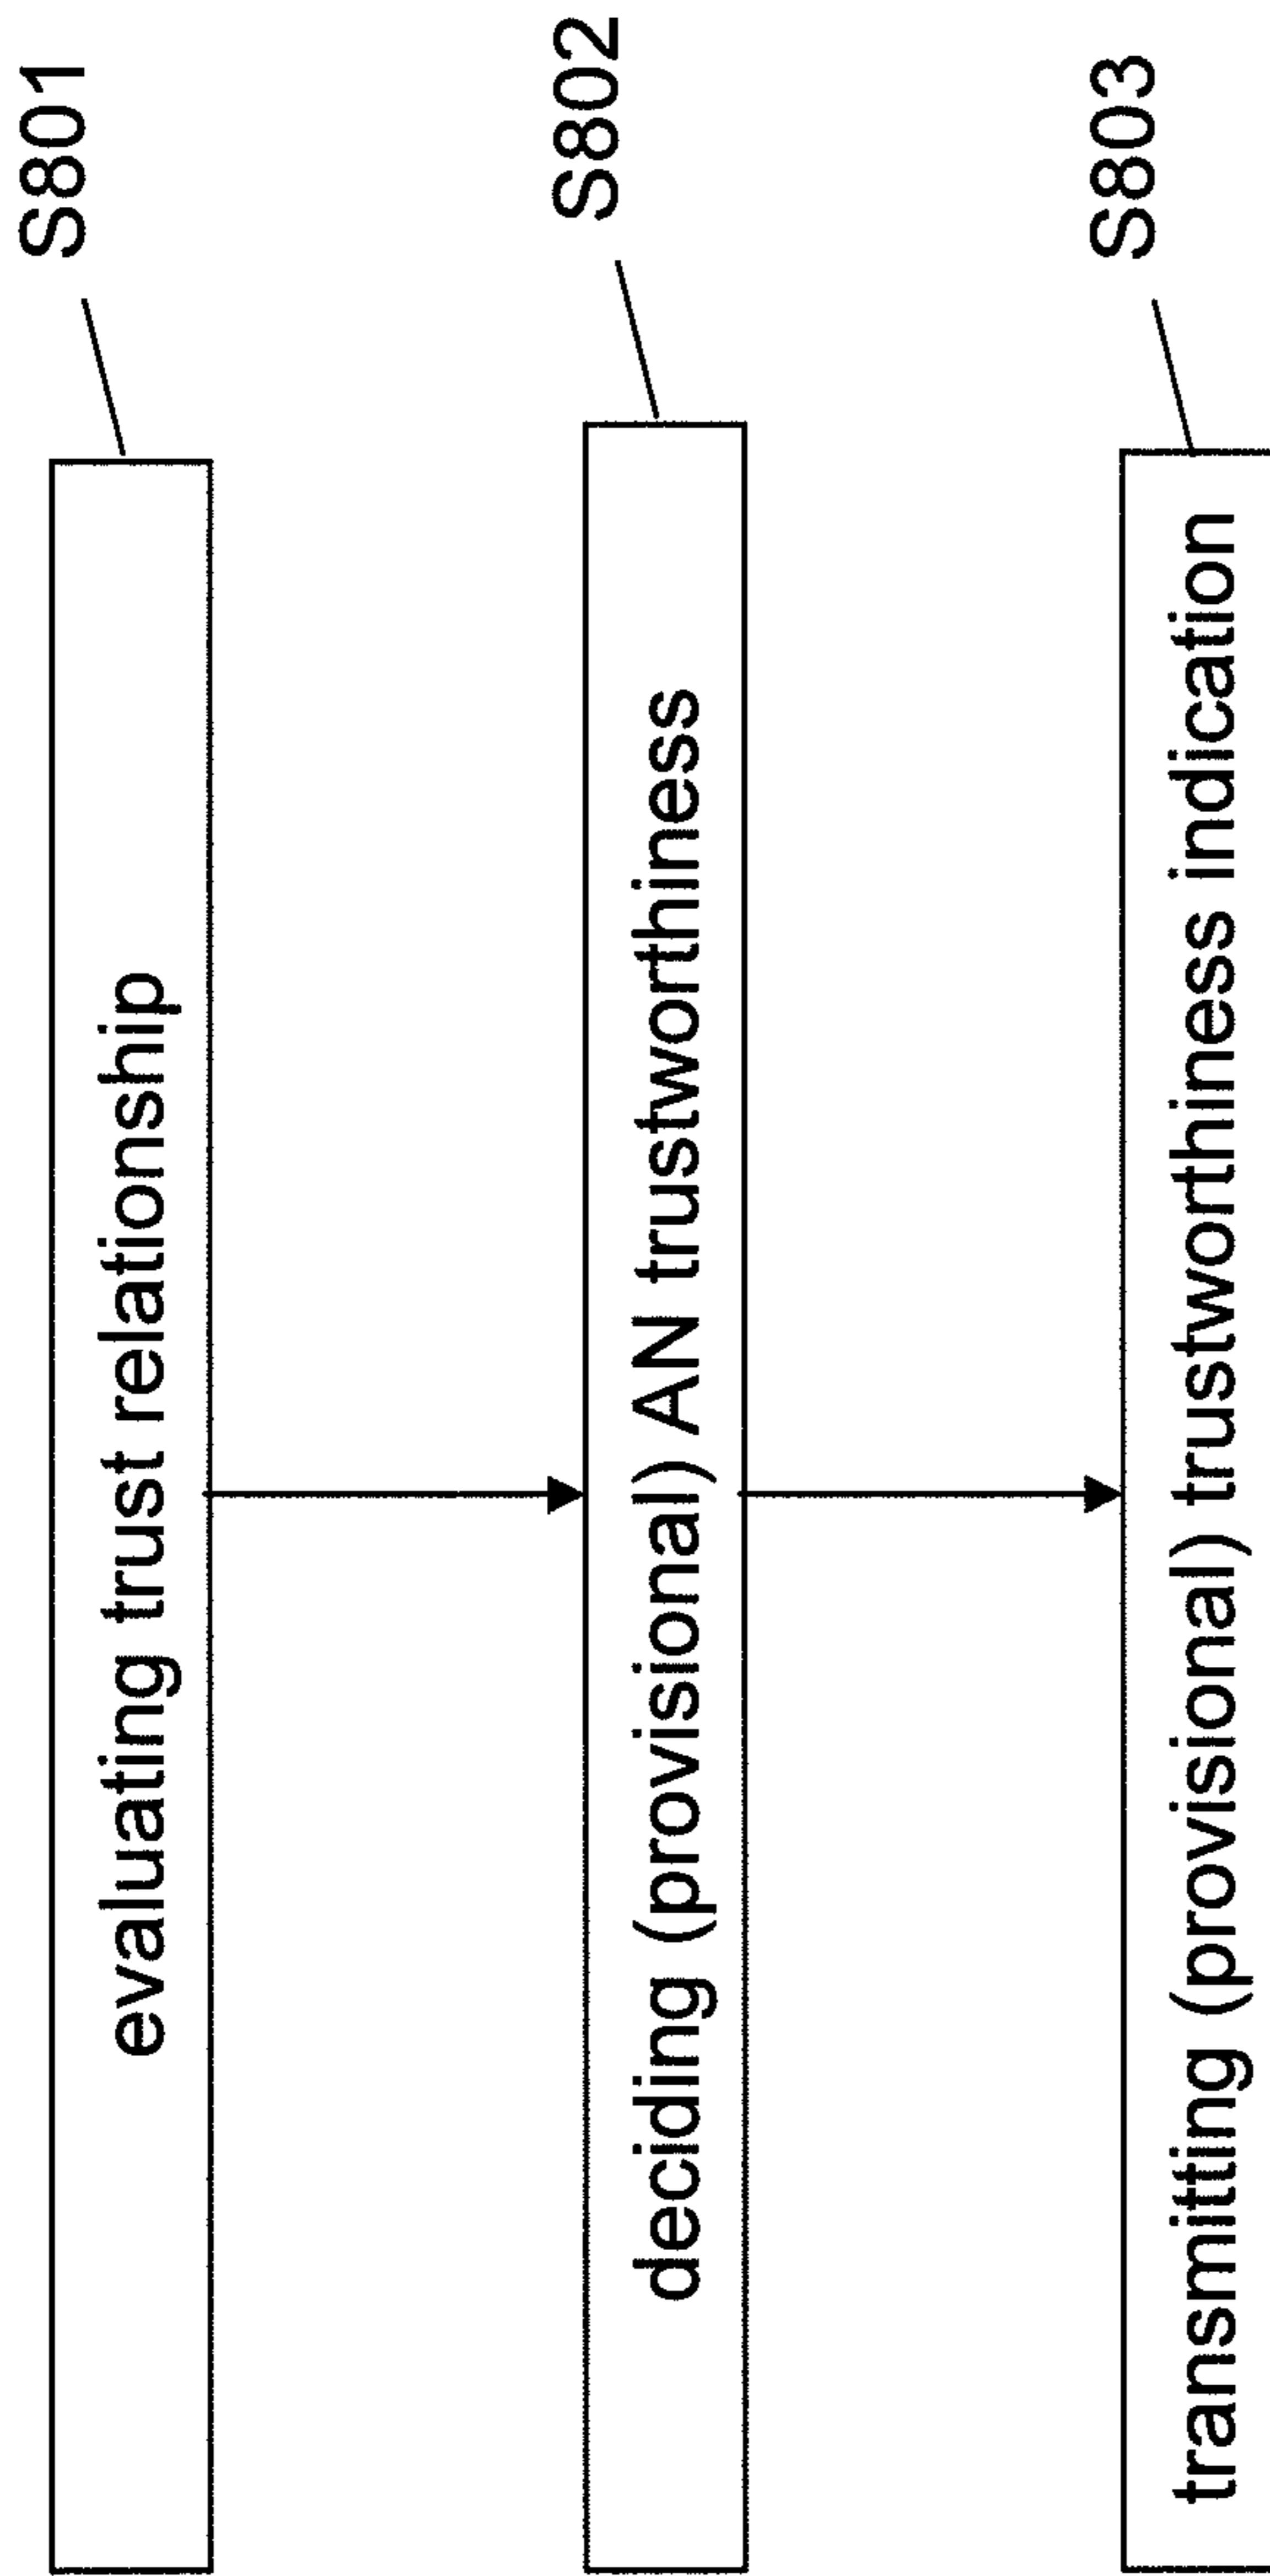 S801
evaluating trust relationship
S802
deciding (provisional) AN trustworthiness
S803
transmitting (provisional) trustworthiness indication